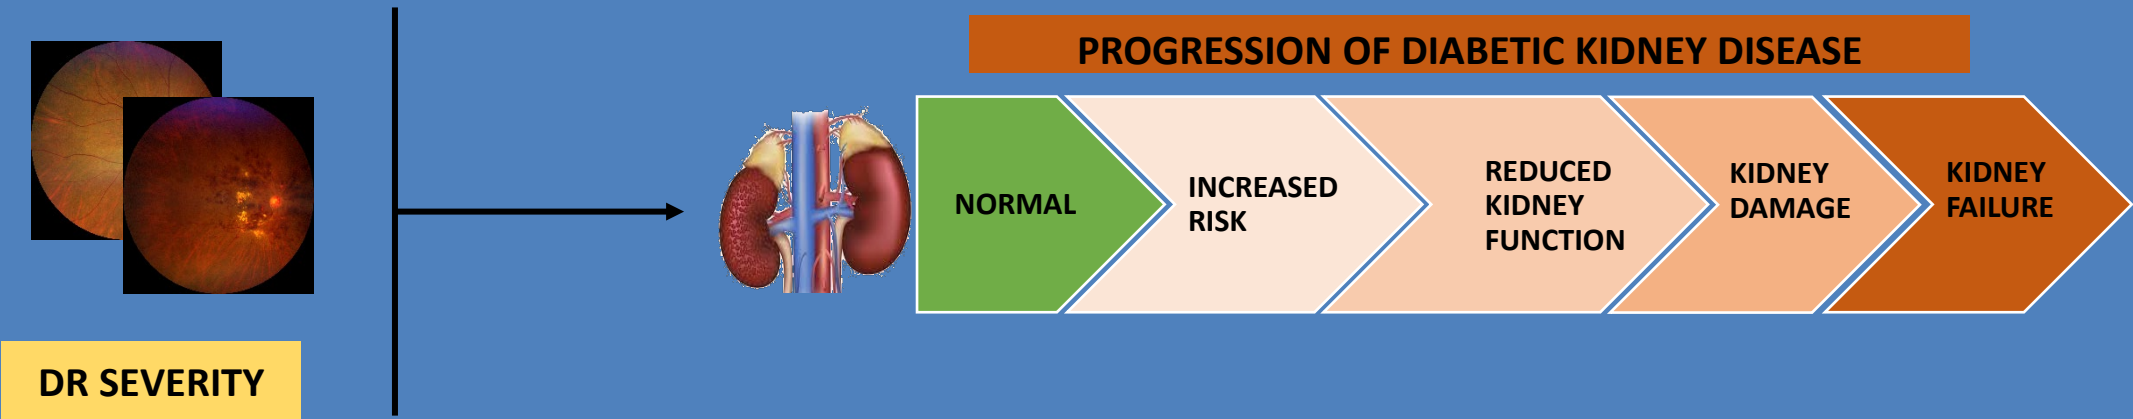 PROGRESSION OF DIABETIC KIDNEY DISEASE
NORMAL
INCREASED
RISK
REDUCED
KIDNEY
FUNCTION
KIDNEY
DAMAGE
KIDNEY
FAILURE
DR SEVERITY